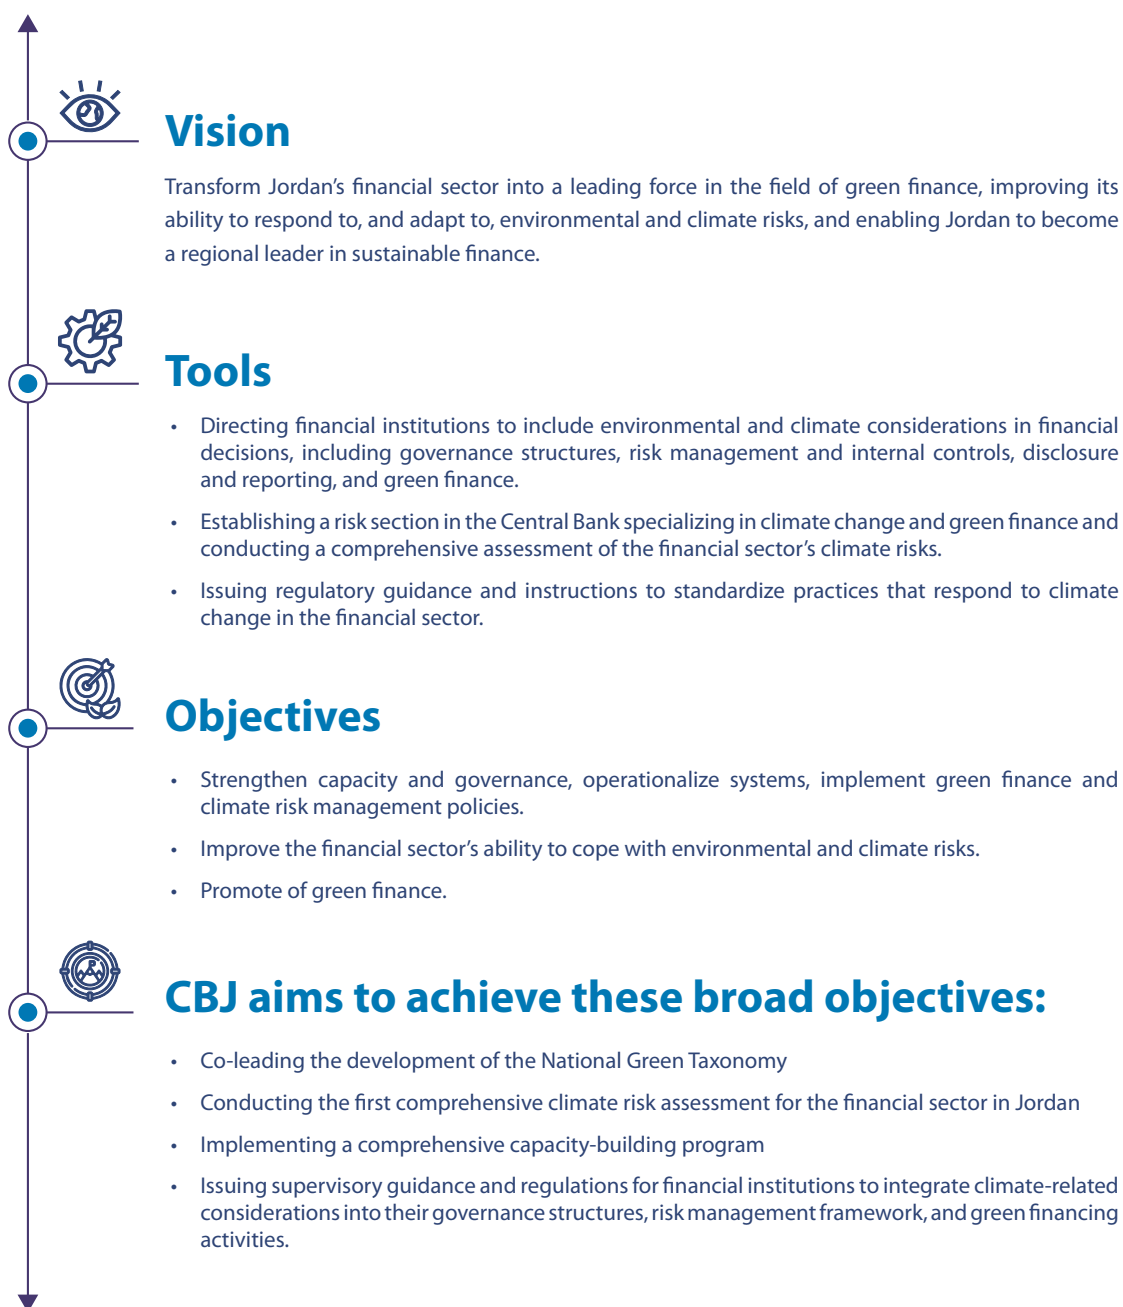 Vision
Transform Jordan's financial sector into a leading force in the field of green finance, improving its
ability to respond to, and adapt to, environmental and climate risks, and enabling Jordan to become
a regional leader in sustainable finance.
Tools
• Directing financial institutions to include environmental and climate considerations in financial
decisions, including governance structures, risk management and internal controls, disclosure
and reporting, and green finance.
• Establishing a risk section in the Central Bank specializing in climate change and green finance and
conducting a comprehensive assessment of the financial sector's climate risks.
• Issuing regulatory guidance and instructions to standardize practices that respond to climate
change in the financial sector.
Objectives
• Strengthen capacity and governance, operationalize systems, implement green finance and
climate risk management policies.
• Improve the financial sector's ability to cope with environmental and climate risks.
• Promote of green finance.
CBJ aims to achieve these broad objectives:
• Co-leading the development of the National Green Taxonomy
• Conducting the first comprehensive climate risk assessment for the financial sector in Jordan
• Implementing a comprehensive capacity-building program
• Issuing supervisory guidance and regulations for financial institutions to integrate climate-related
considerations into their governance structures, risk management framework, and green financing
activities.